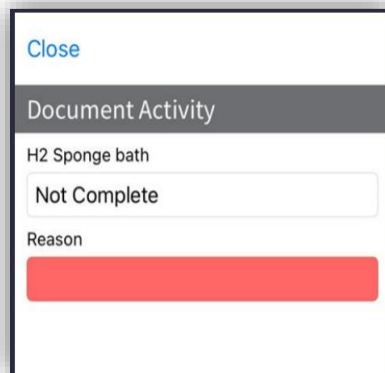 Close
Document Activity
H2 Sponge bath
Not Complete
Reason